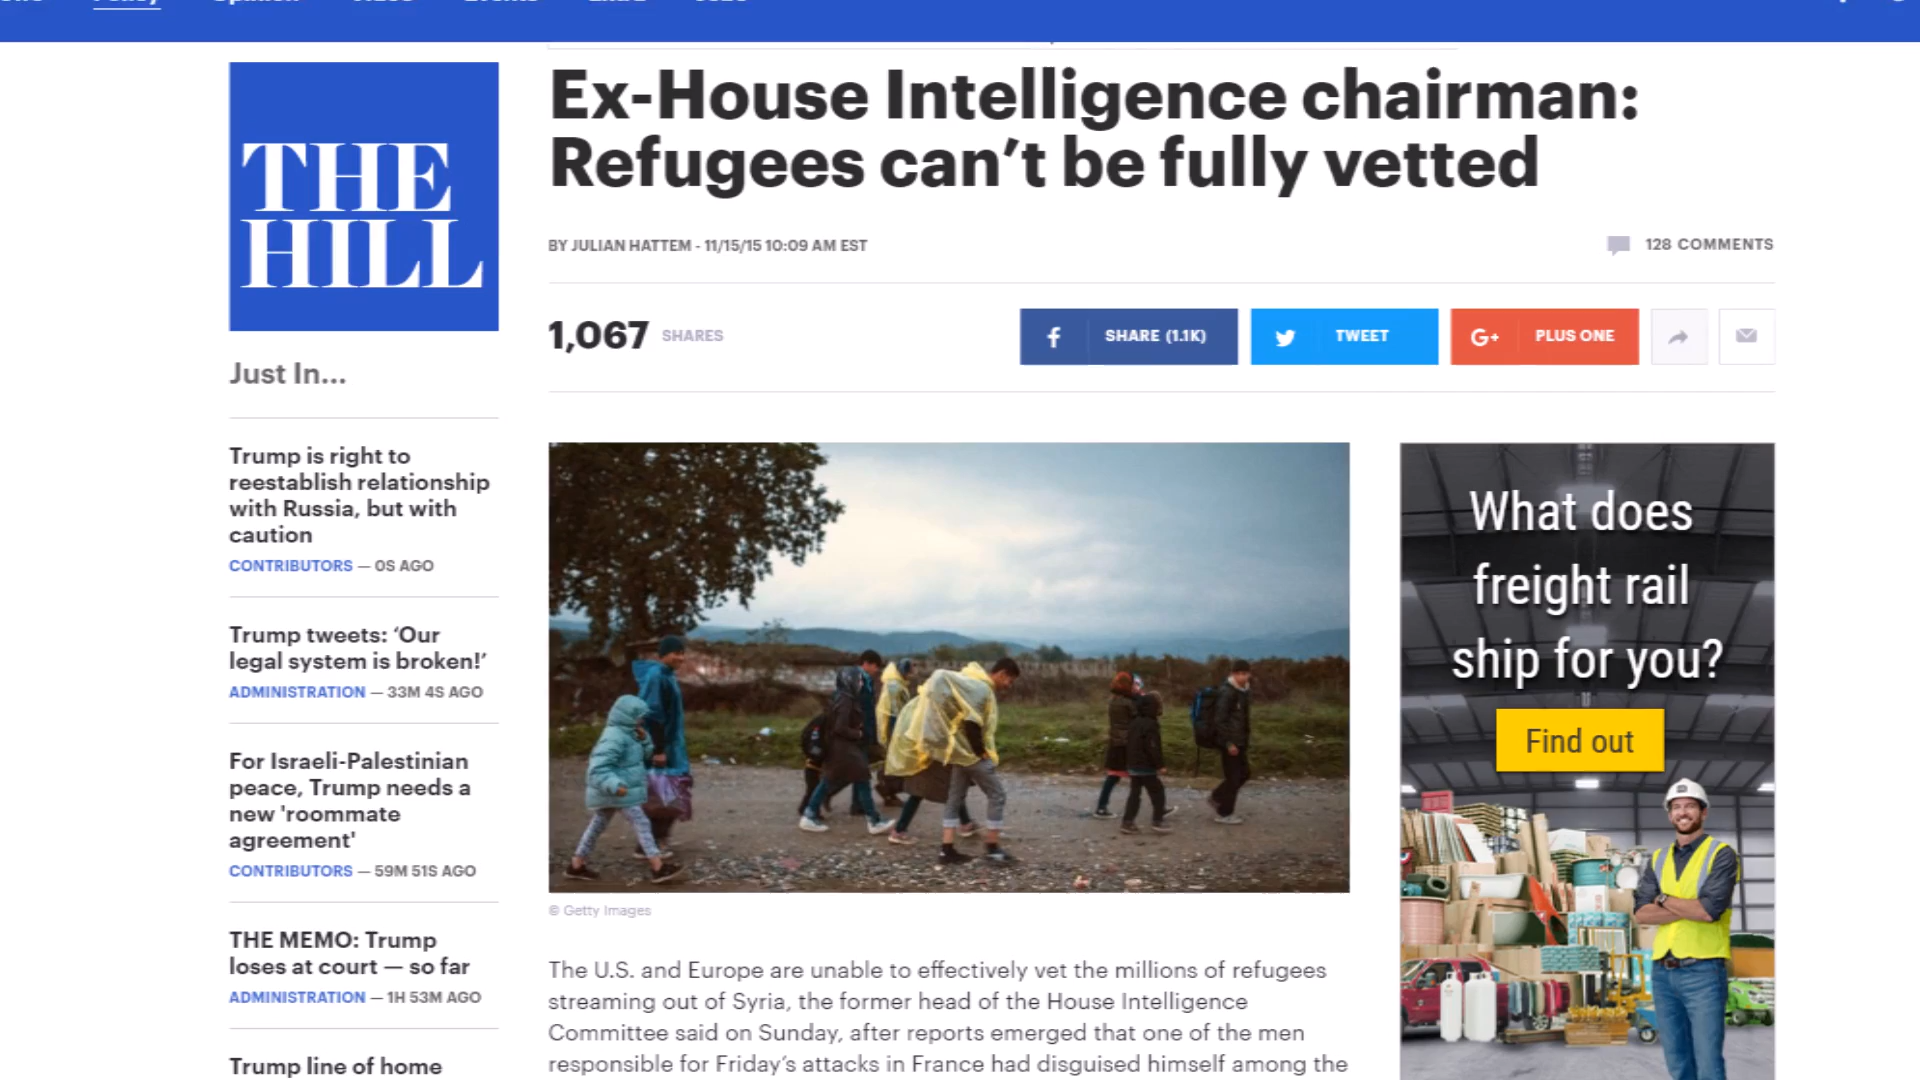 THE
HILL
Just In...
Trump is right to
reestablish relationship
with Russia, but with
caution
CONTRIBUTORS — 0S AGO
Trump tweets: ‘Our
legal system is broken!’
ADMINISTRATION — 33M 4S AGO
For Israeli-Palestinian
peace, Trump needs a
new 'roommate
agreement'
CONTRIBUTORS — 59M 51S AGO
THE MEMO: Trump
loses at court — so far
ADMINISTRATION — 1H 53M AGO
Trump line of home
Ex-House Intelligence chairman:
Refugees can’t be fully vetted
BY JULIAN HATTEM - 11/15/15 10:09 AM EST
128 COMMENTS
1,067 SHARES
SHARE (1.1K)
TWEET
G+ PLUS ONE
© Getty Images
The U.S. and Europe are unable to effectively vet the millions of refugees
streaming out of Syria, the former head of the House Intelligence
Committee said on Sunday, after reports emerged that one of the men
responsible for Friday’s attacks in France had disguised himself among the
What does
freight rail
ship for you?
Find out